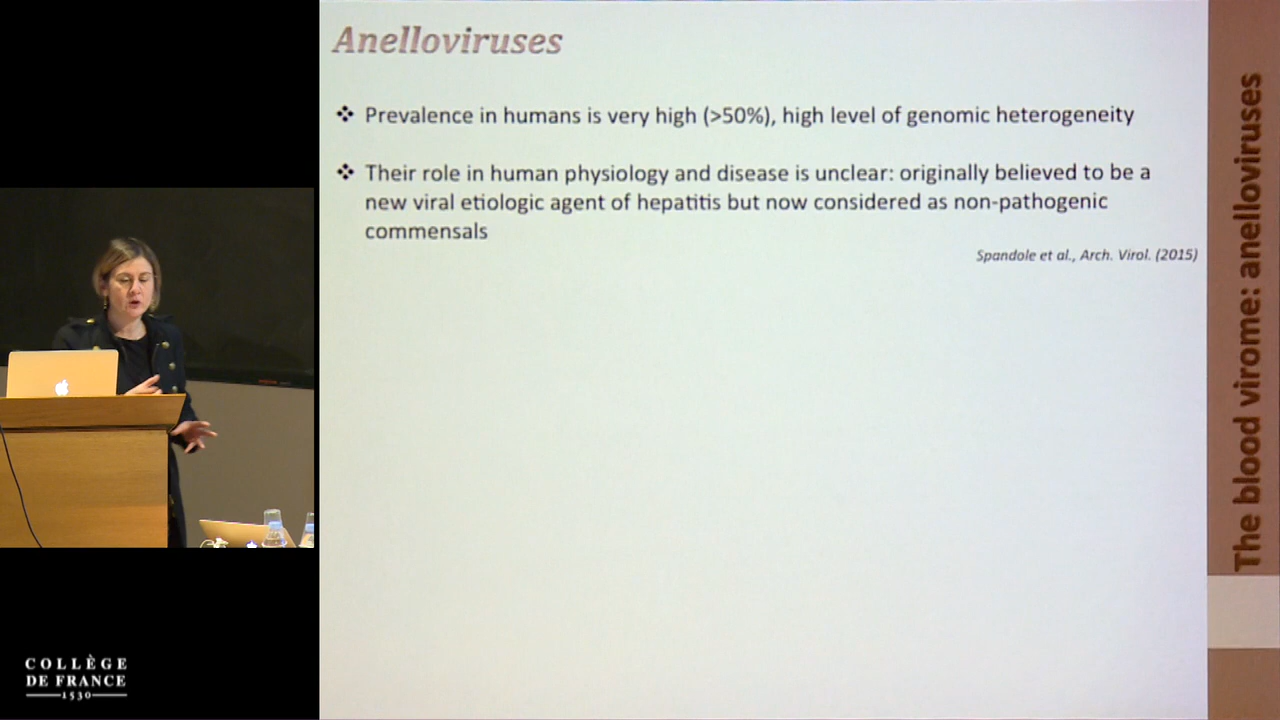 Anelloviruses
❖ Prevalence in humans is very high (>50%), high level of genomic heterogeneity
❖ Their role in human physiology and disease is unclear: originally believed to be a
new viral etiologic agent of hepatitis but now considered as non-pathogenic
commensals
Spandole et al., Arch. Virol. (2015)
The blood virome: anelloviruses
COLLÈGE
DE FRANCE
1530